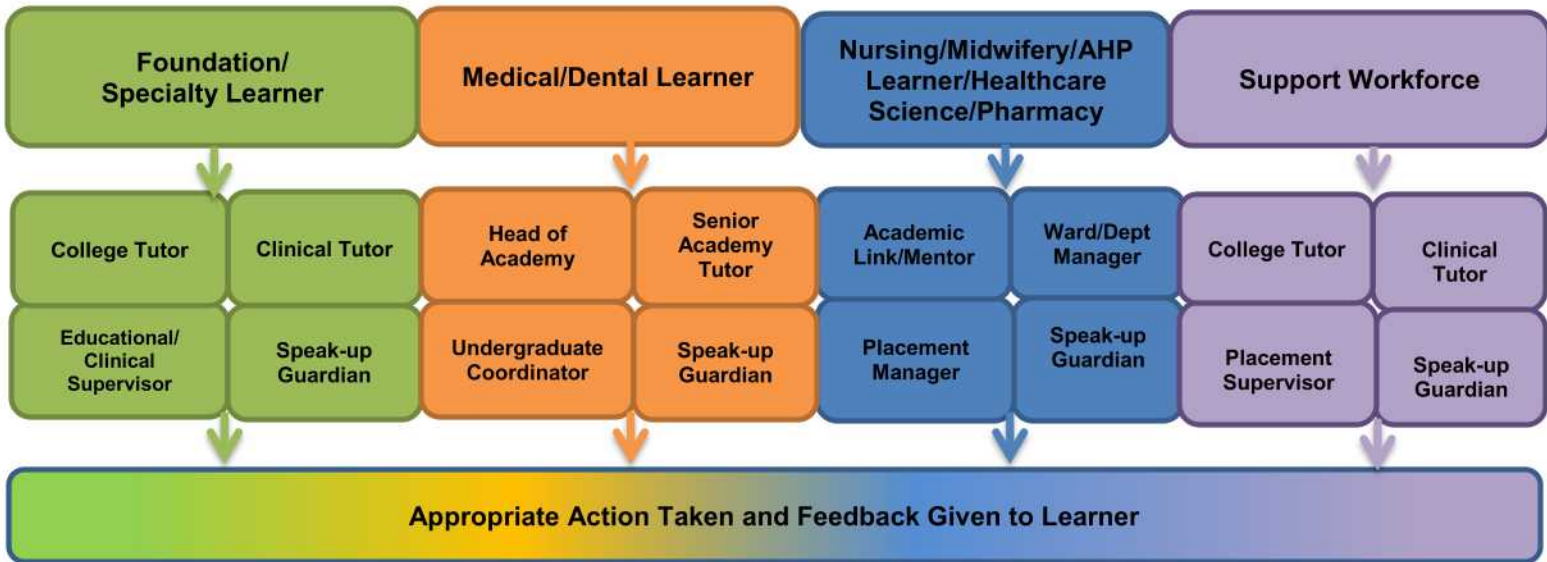 Foundation/
Specialty Learner
Medical/Dental Learner
Nursing/Midwifery/AHP
Learner/Healthcare
Science/Pharmacy
Support Workforce
College Tutor
Clinical Tutor
Educational/
Clinical
Supervisor
Speak-up
Guardian
Head of
Academy
Senior
Academy
Tutor
Undergraduate
Coordinator
Speak-up
Guardian
Academic
Link/Mentor
Ward/Dept
Manager
Placement
Manager
Speak-up
Guardian
College Tutor
Clinical
Tutor
Placement
Supervisor
Speak-up
Guardian
Appropriate Action Taken and Feedback Given to Learner